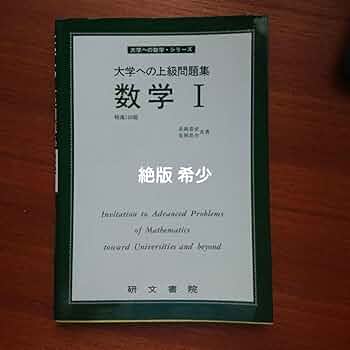 大学への数学・シリーズ
大学への上級問題集
数学 I
共著
絶版 希少
Invitation to Advanced Problems
of Mathematics
toward Universities and beyond
研文書院